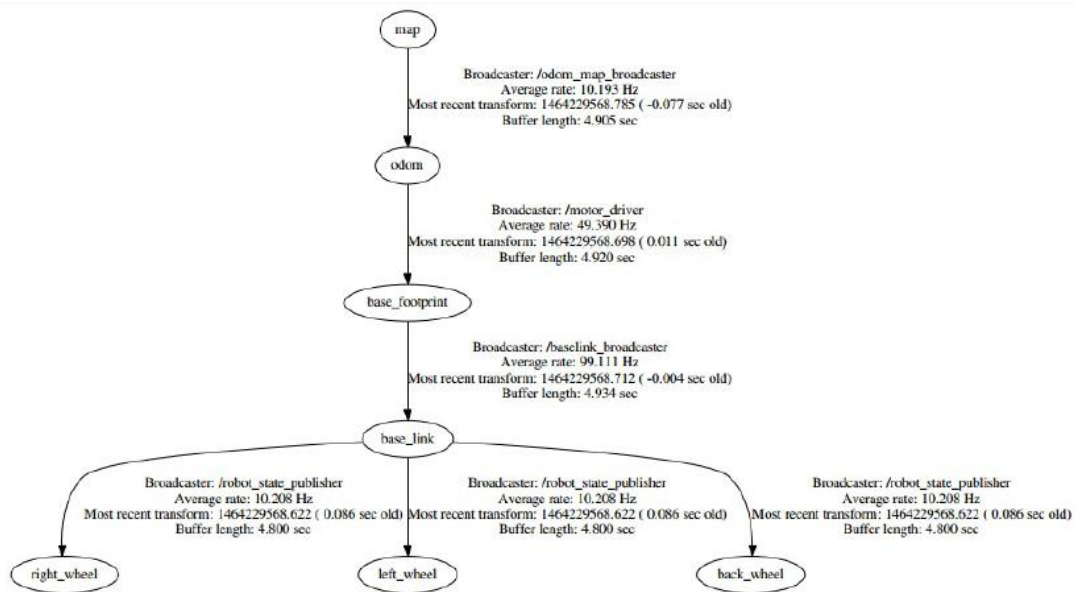 map
Broadcaster: /odom_map_broadcaster
Average rate: 10.193 Hz
Most recent transform: 1464229568.785 ( -0.077 sec old)
Buffer length: 4.905 sec
odom
Broadcaster: /motor_driver
Average rate: 49.390 Hz
Most recent transform: 1464229568.698 ( 0.011 sec old)
Buffer length: 4.920 sec
base_footprint
Broadcaster: /baselink_broadcaster
Average rate: 99.111 Hz
Most recent transform: 1464229568.712 ( -0.004 sec old)
Buffer length: 4.934 sec
base_link
Broadcaster: /robot_state_publisher
Average rate: 10.208 Hz
Most recent transform: 1464229568.622 ( 0.086 sec old)
Buffer length: 4.800 sec
Broadcaster: /robot_state_publisher
Average rate: 10.208 Hz
Most recent transform: 1464229568.622 ( 0.086 sec old)
Buffer length: 4.800 sec
Broadcaster: /robot_state_publisher
Average rate: 10.208 Hz
Most recent transform: 1464229568.622 ( 0.086 sec old)
Buffer length: 4.800 sec
right_wheel
left_wheel
back_wheel